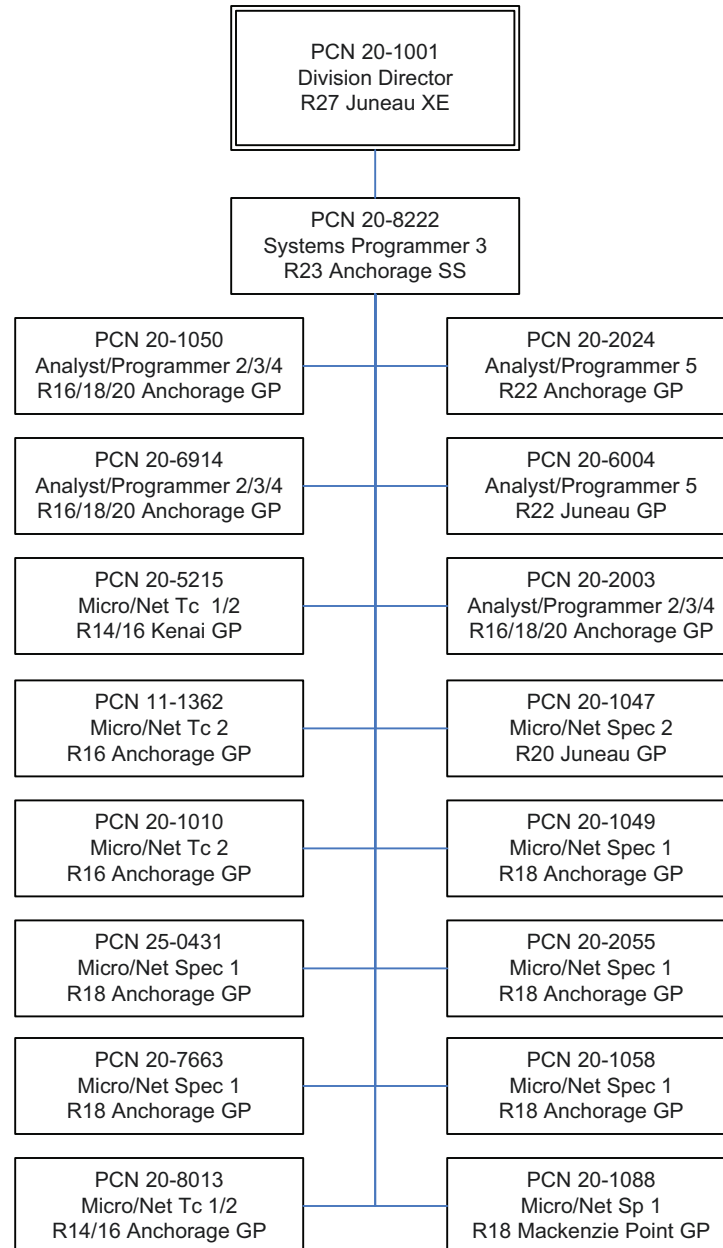 PCN 20-1001
Division Director
R27 Juneau XE
PCN 20-8222
Systems Programmer 3
R23 Anchorage SS
PCN 20-1050
Analyst/Programmer 2/3/4
R16/18/20 Anchorage GP
PCN 20-2024
Analyst/Programmer 5
R22 Anchorage GP
PCN 20-6914
Analyst/Programmer 2/3/4
R16/18/20 Anchorage GP
PCN 20-6004
Analyst/Programmer 5
R22 Juneau GP
PCN 20-5215
Micro/Net Tc  1/2
R14/16 Kenai GP
PCN 20-2003
Analyst/Programmer 2/3/4
R16/18/20 Anchorage GP
PCN 11-1362
Micro/Net Tc 2
R16 Anchorage GP
PCN 20-1047
Micro/Net Spec 2
R20 Juneau GP
PCN 20-1010
Micro/Net Tc 2
R16 Anchorage GP
PCN 20-1049
Micro/Net Spec 1
R18 Anchorage GP
PCN 25-0431
Micro/Net Spec 1
R18 Anchorage GP
PCN 20-2055
Micro/Net Spec 1
R18 Anchorage GP
PCN 20-7663
Micro/Net Spec 1
R18 Anchorage GP
PCN 20-1058
Micro/Net Spec 1
R18 Anchorage GP
PCN 20-8013
Micro/Net Tc 1/2
R14/16 Anchorage GP
PCN 20-1088
Micro/Net Sp 1
R18 Mackenzie Point GP